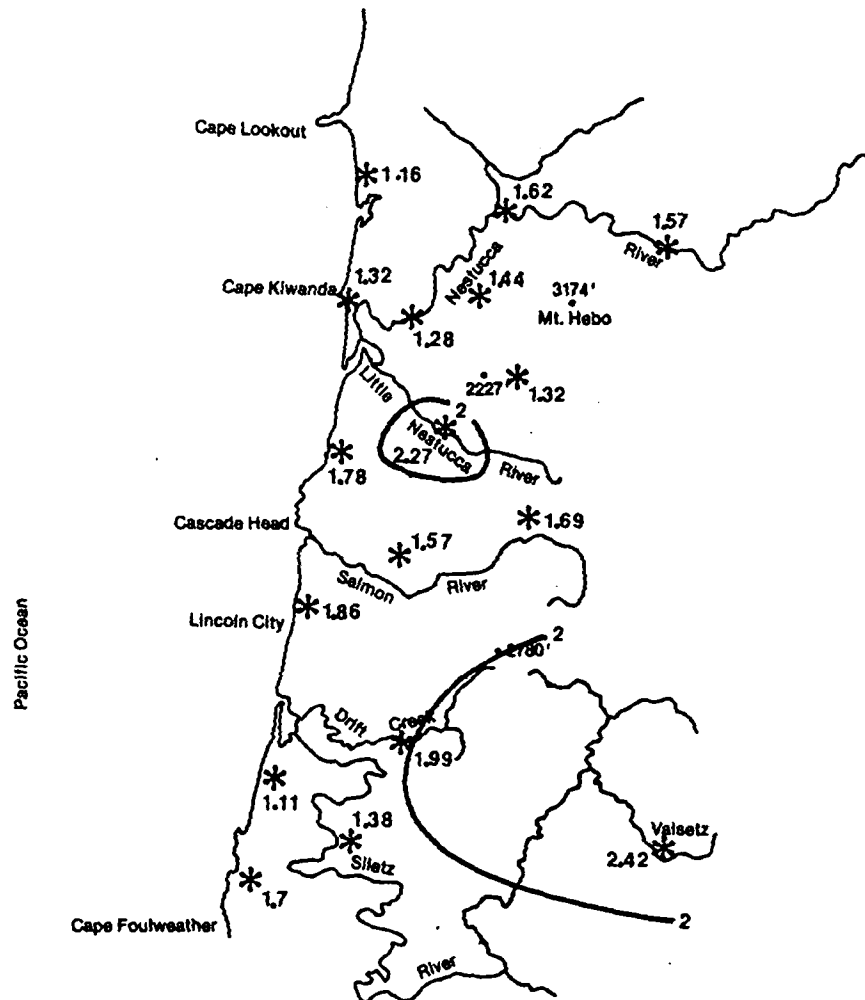 Cape Lookout
1.16
1.62
1.57
River
Nestucca
1.44
3174'
Mt. Hebo
1.32
Cape Kiwanda
1.28
Little
2227
1.32
2
Nestucca
2.27
River
1.78
Cascade Head
1.69
1.57
Salmon
River
1.86
Lincoln City
Pacific Ocean
2
2780'
Drift
Creek
1.99
1.11
1.38
Siletz
Valsetz
2.42
1.7
Cape Foulweather
2
River